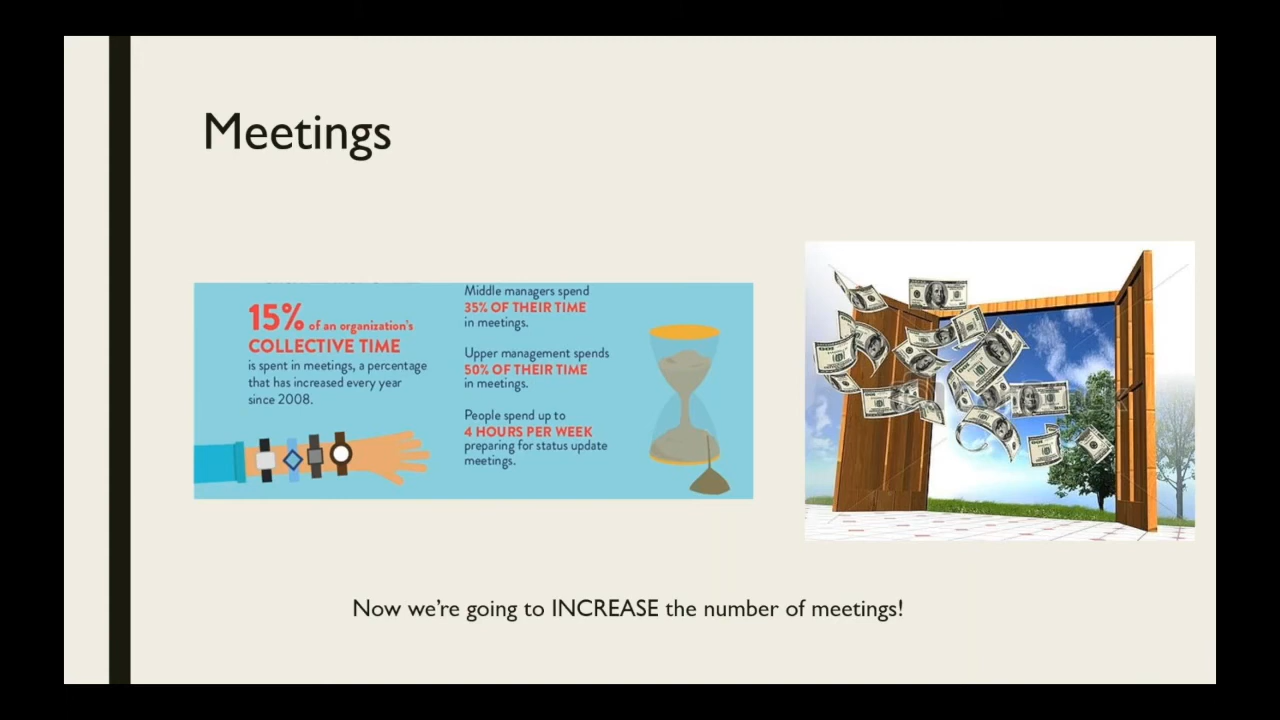 Meetings
15% of an organization's
COLLECTIVE TIME
is spent in meetings, a percentage
that has increased every year
since 2008.
Middle managers spend
35% OF THEIR TIME
in meetings.
Upper management spends
50% OF THEIR TIME
in meetings.
People spend up to
4 HOURS PER WEEK
preparing for status update
meetings.
Now we're going to INCREASE the number of meetings!